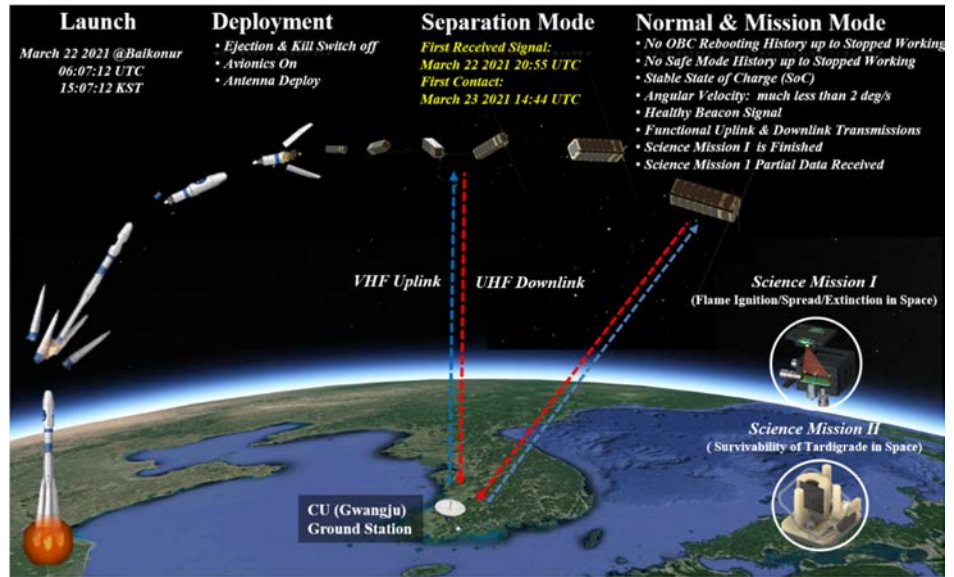 Launch
March 22 2021 @Baikonur
06:07:12 UTC
15:07:12 KST
Deployment
• Ejection & Kill Switch off
• Avionics On
• Antenna Deploy
Separation Mode
First Received Signal:
March 22 2021 20:55 UTC
First Contact:
March 23 2021 14:44 UTC
Normal & Mission Mode
• No OBC Rebooting History up to Stopped Working
• No Safe Mode History up to Stopped Working
• Stable State of Charge (SoC)
• Angular Velocity: much less than 2 deg/s
• Healthy Beacon Signal
• Functional Uplink & Downlink Transmissions
• Science Mission I is Finished
• Science Mission 1 Partial Data Received
VHF Uplink
UHF Downlink
Science Mission I
(Flame Ignition/Spread/Extinction in Space)
Science Mission II
( Survivability of Tardigrade in Space)
CU (Gwangju)
Ground Station